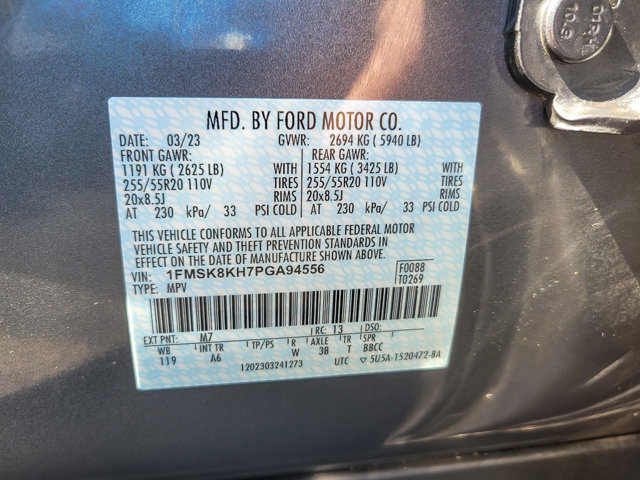 MFD. BY FORD MOTOR CO.
DATE: 03/23 GVWR: 2694 KG ( 5940 LB)
FRONT GAWR: REAR GAWR:
1191 KG ( 2625 LB) WITH 1554 KG ( 3425 LB) WITH
255/55R20 110V TIRES 255/55R20 110V TIRES
20x8.5J RIMS 20x8.5J RIMS
AT 230 kPa/ 33 PSI COLD AT 230 kPa/ 33 PSI COLD
THIS VEHICLE CONFORMS TO ALL APPLICABLE FEDERAL MOTOR
VEHICLE SAFETY AND THEFT PREVENTION STANDARDS IN
EFFECT ON THE DATE OF MANUFACTURE SHOWN ABOVE.
VIN: 1FMSK8KH7PGA94556 F0088
TYPE: MPV T0269
EXT PNT: M7 RC: 13 DSO:
WB INT TR TP/PS R AXLE TR SPR
119 A6 W 38 T BBCC
1202303241273 UTC ▽ 5U5A-1520472-BA
10.9